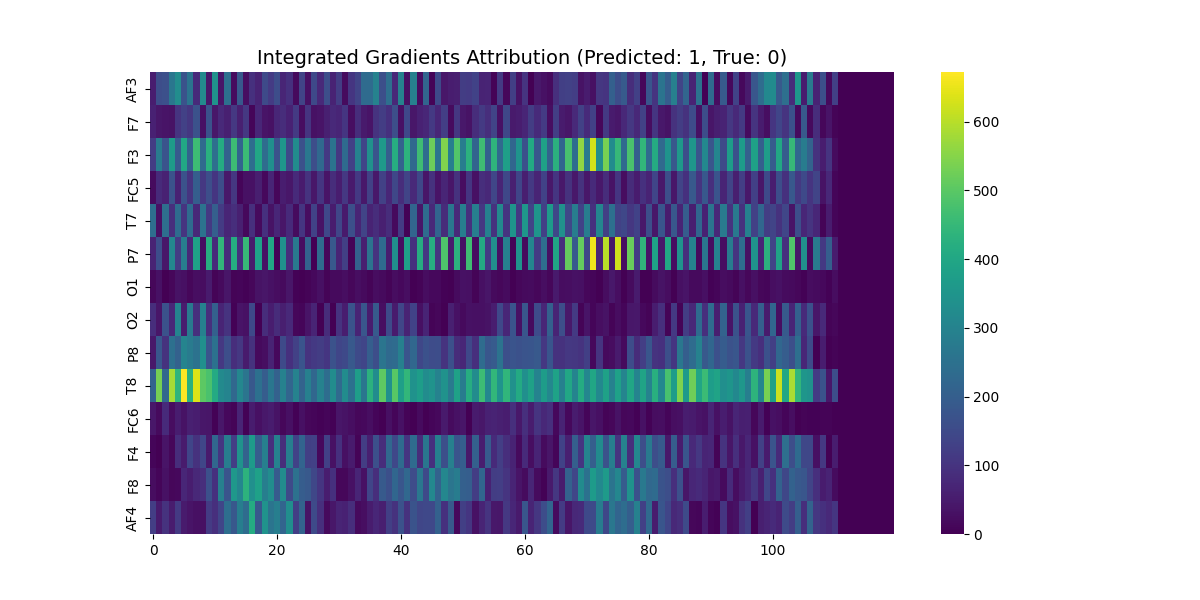 Integrated Gradients Attribution (Predicted: 1, True: 0)
AF3
F7
F3
FC5
T7
P7
O1
O2
P8
T8
FC6
F4
F8
AF4
0 20 40 60 80 100
600
500
400
300
200
100
0